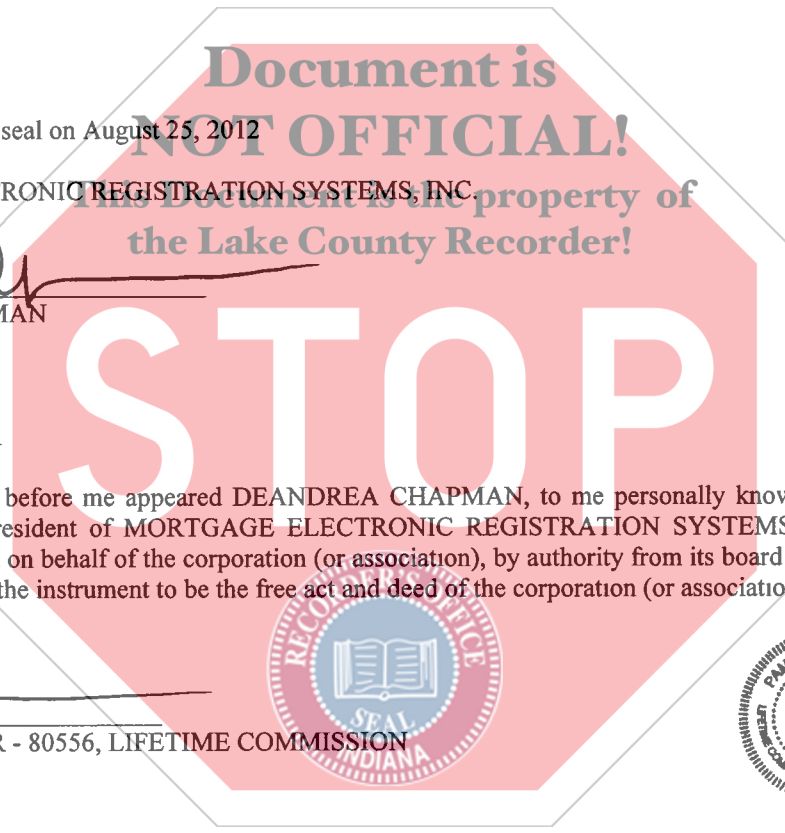 Document is
seal on August 25, 2012
NOT OFFICIAL!
RONIC REGISTRATION SYSTEMS, INC.
This Document is the property of
the Lake County Recorder!
MAN
STOP
before me appeared DEANDREA CHAPMAN, to me personally know
resident of MORTGAGE ELECTRONIC REGISTRATION SYSTEMS
on behalf of the corporation (or association), by authority from its board
the instrument to be the free act and deed of the corporation (or associatio
RECORDER'S OFFICE
SEAL
INDIANA
R - 80556, LIFETIME COMMISSION
LIFETIME